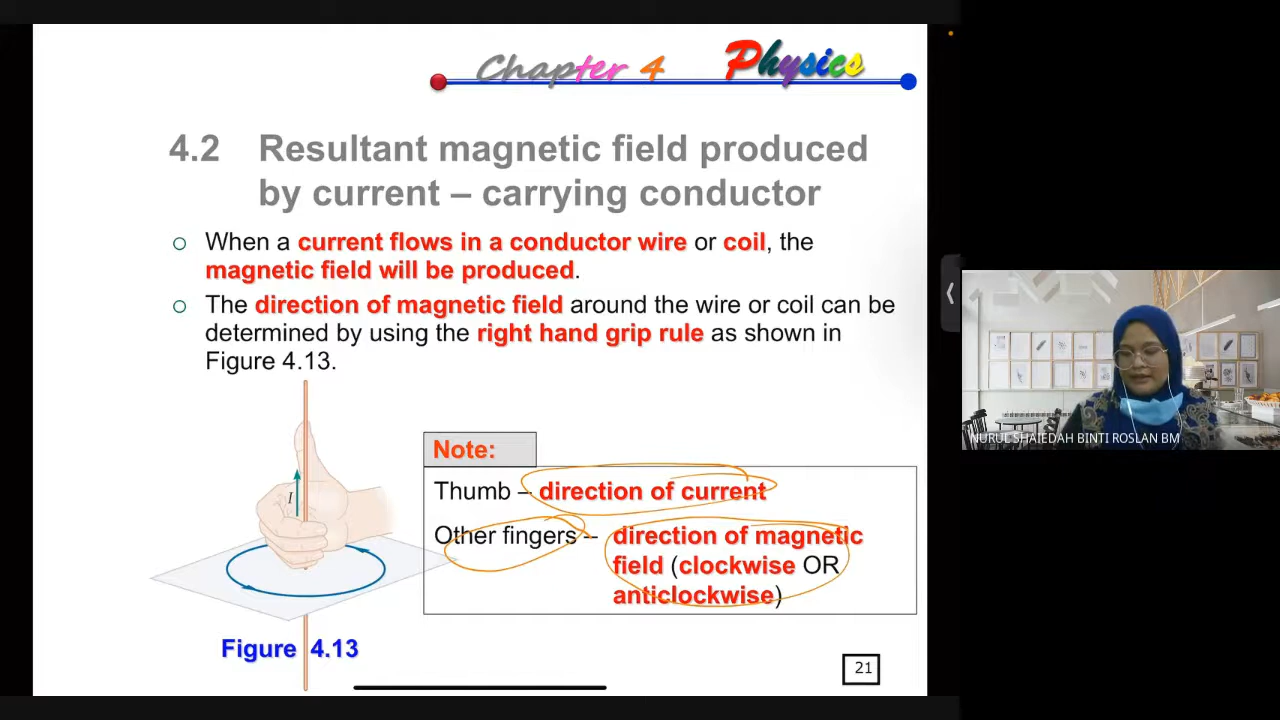 Chapter 4
Physics
4.2 Resultant magnetic field produced
by current – carrying conductor
When a current flows in a conductor wire or coil, the
magnetic field will be produced.
The direction of magnetic field around the wire or coil can be
determined by using the right hand grip rule as shown in
Figure 4.13.
Note:
Thumb – direction of current
Other fingers – direction of magnetic
field (clockwise OR
anticlockwise)
I
Figure 4.13
21
NURUL SHAIEDAH BINTI ROSLAN BM